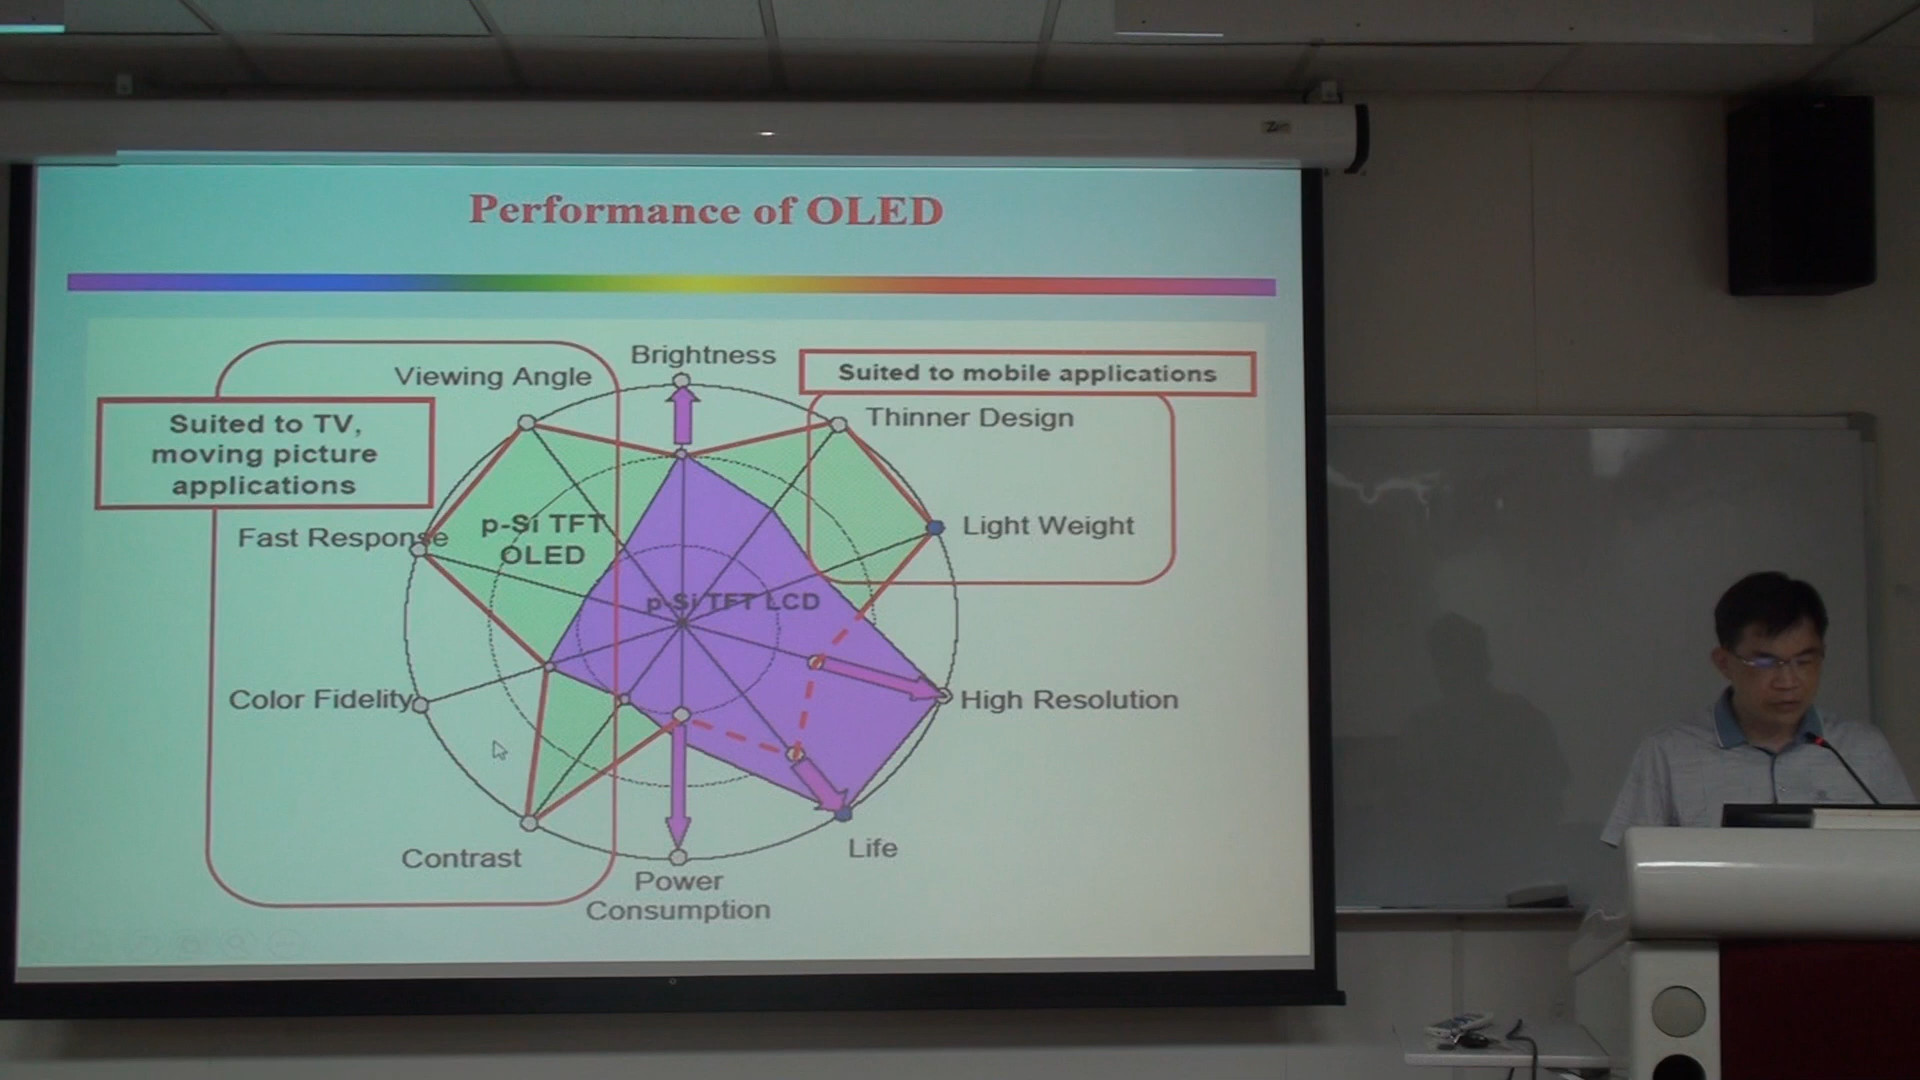 Performance of OLED
Brightness
Viewing Angle
Suited to mobile applications
Thinner Design
Suited to TV,
moving picture
applications
Fast Response
p-Si TFT
OLED
Light Weight
p-Si TFT LCD
Color Fidelity
High Resolution
Contrast
Life
Power
Consumption